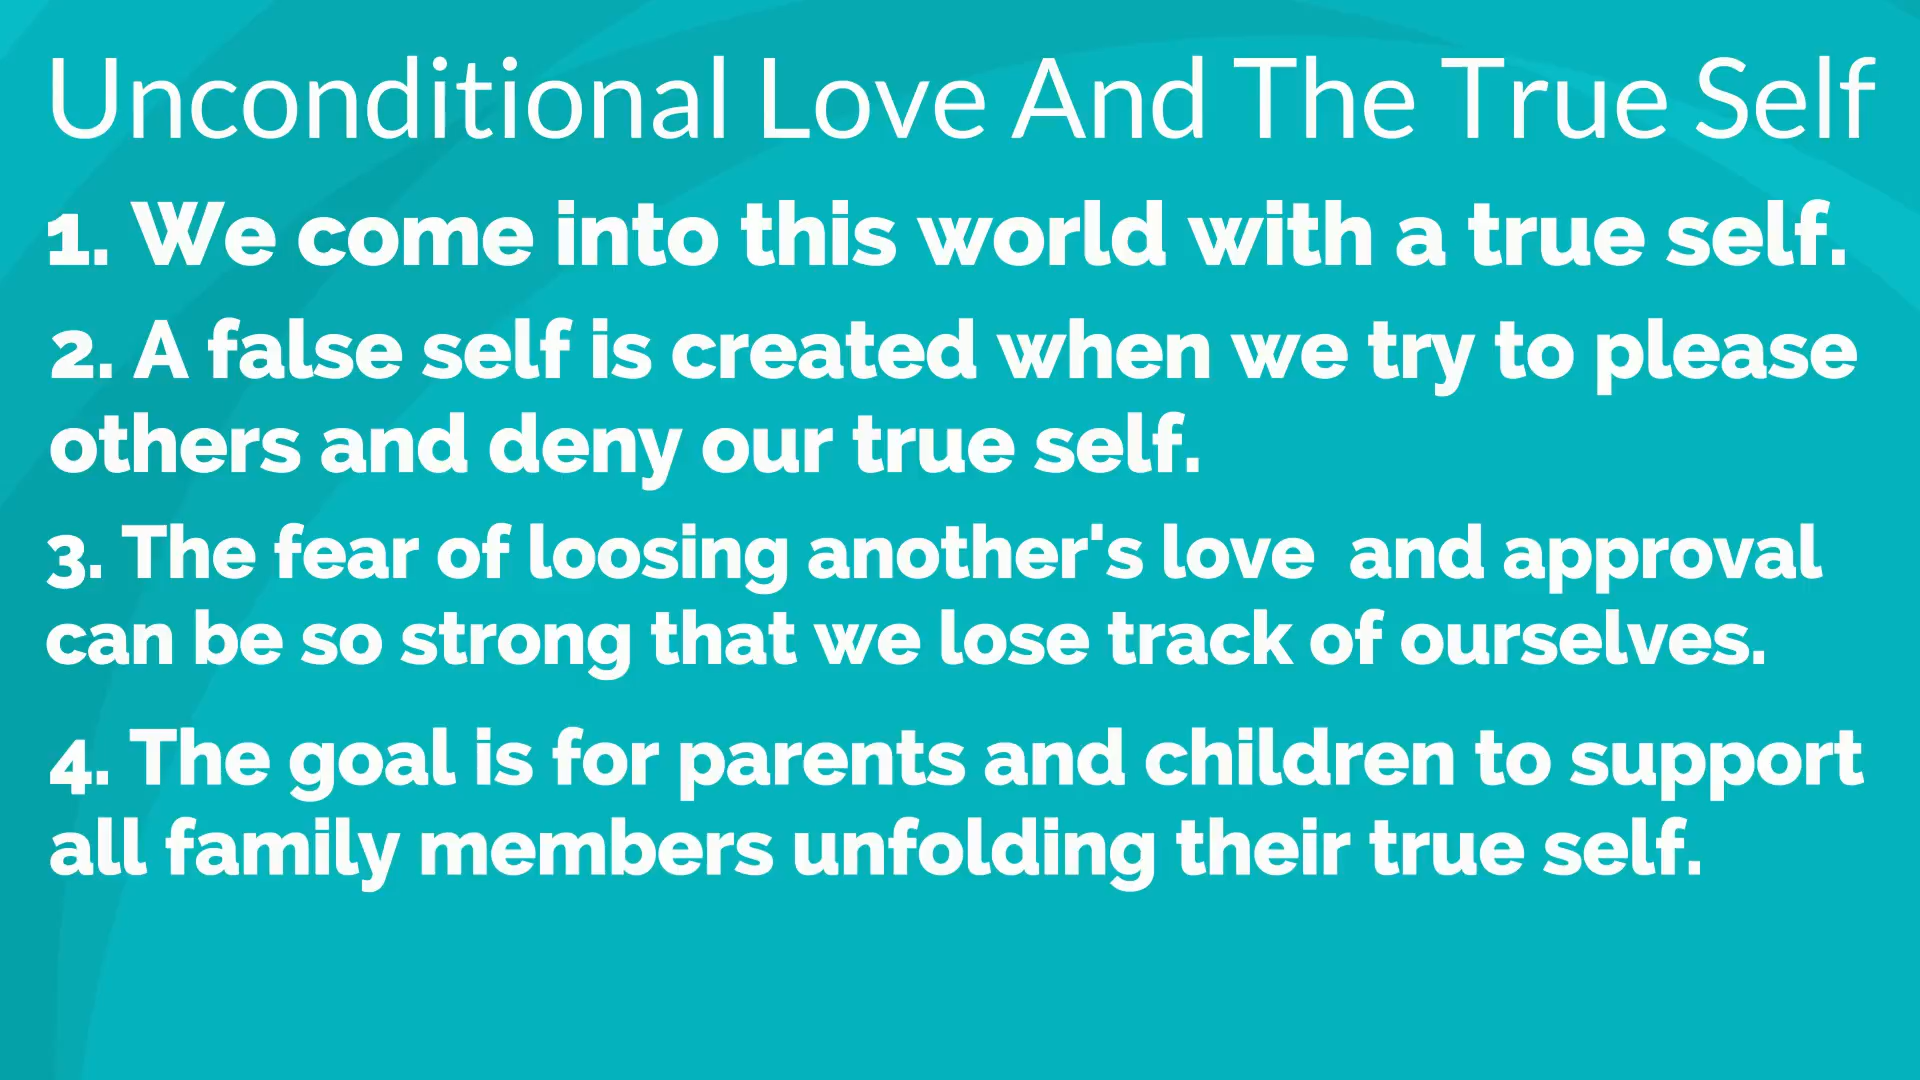 Unconditional Love And The True Self
1. We come into this world with a true self.
2. A false self is created when we try to please
others and deny our true self.
3. The fear of loosing another's love  and approval
can be so strong that we lose track of ourselves.
4. The goal is for parents and children to support
all family members unfolding their true self.